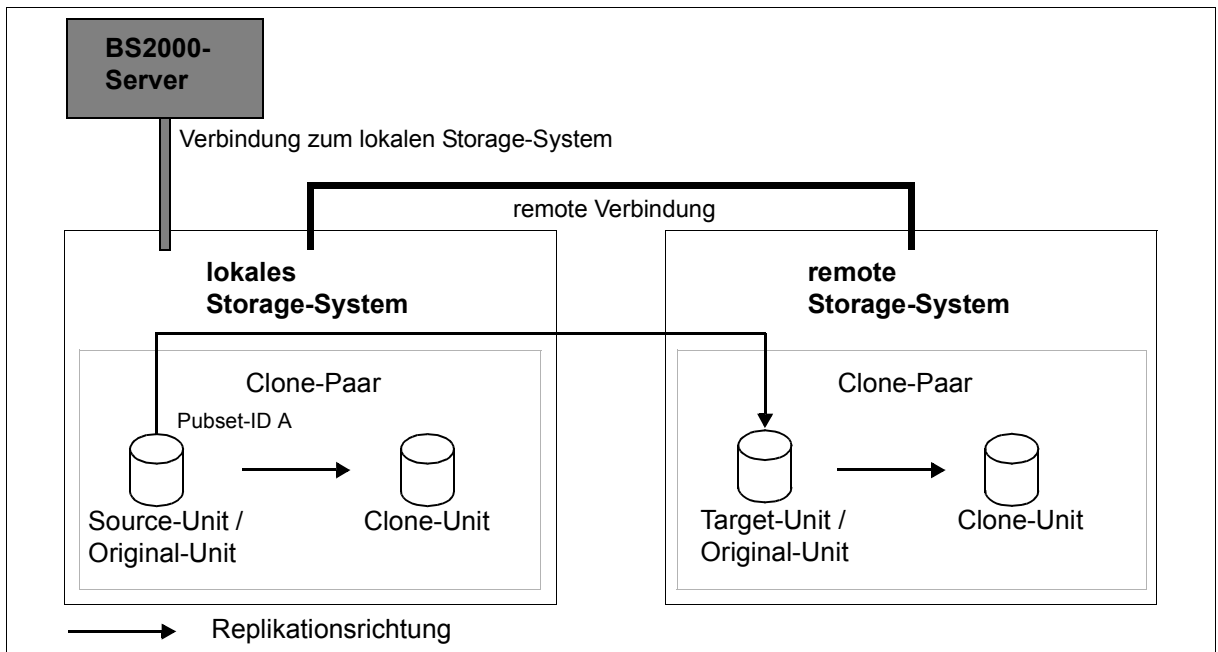 BS2000-
Server
Verbindung zum lokalen Storage-System
remote Verbindung
lokales
Storage-System
remote
Storage-System
Clone-Paar
Pubset-ID A
Source-Unit /
Original-Unit
Clone-Unit
Clone-Paar
Target-Unit /
Original-Unit
Clone-Unit
Replikationsrichtung